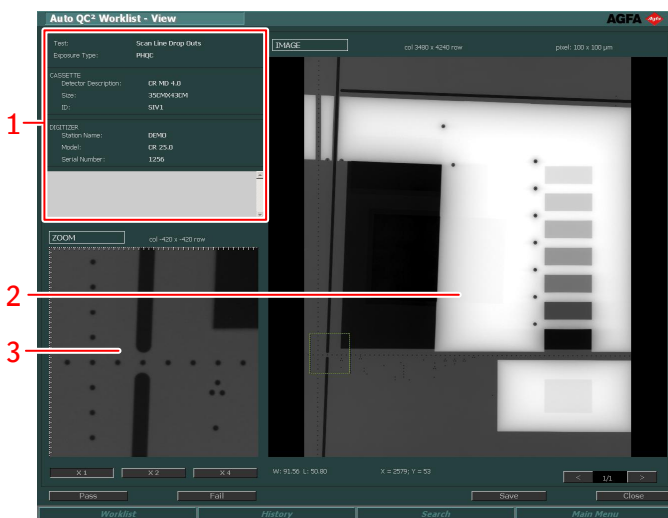 Auto QC² Worklist - View
AGFA
Agfa
Test: Scan Line Drop Outs
Exposure Type: PHQC
CASSETTE
Detector Description: CR MD 4.0
Size: 35CMX43CM
ID: SIV1
DIGITIZER
Station Name: DEMO
Model: CR 25.0
Serial Number: 1256
IMAGE
col 3480 x 4240 row
pixel: 100 x 100 µm
ZOOM
col -420 x -420 row
1
2
3
X 1
X 2
X 4
W: 91.56 L: 50.80
X = 2579; Y = 53
<
1/1
>
Pass
Fail
Save
Close
Worklist
History
Search
Main Menu